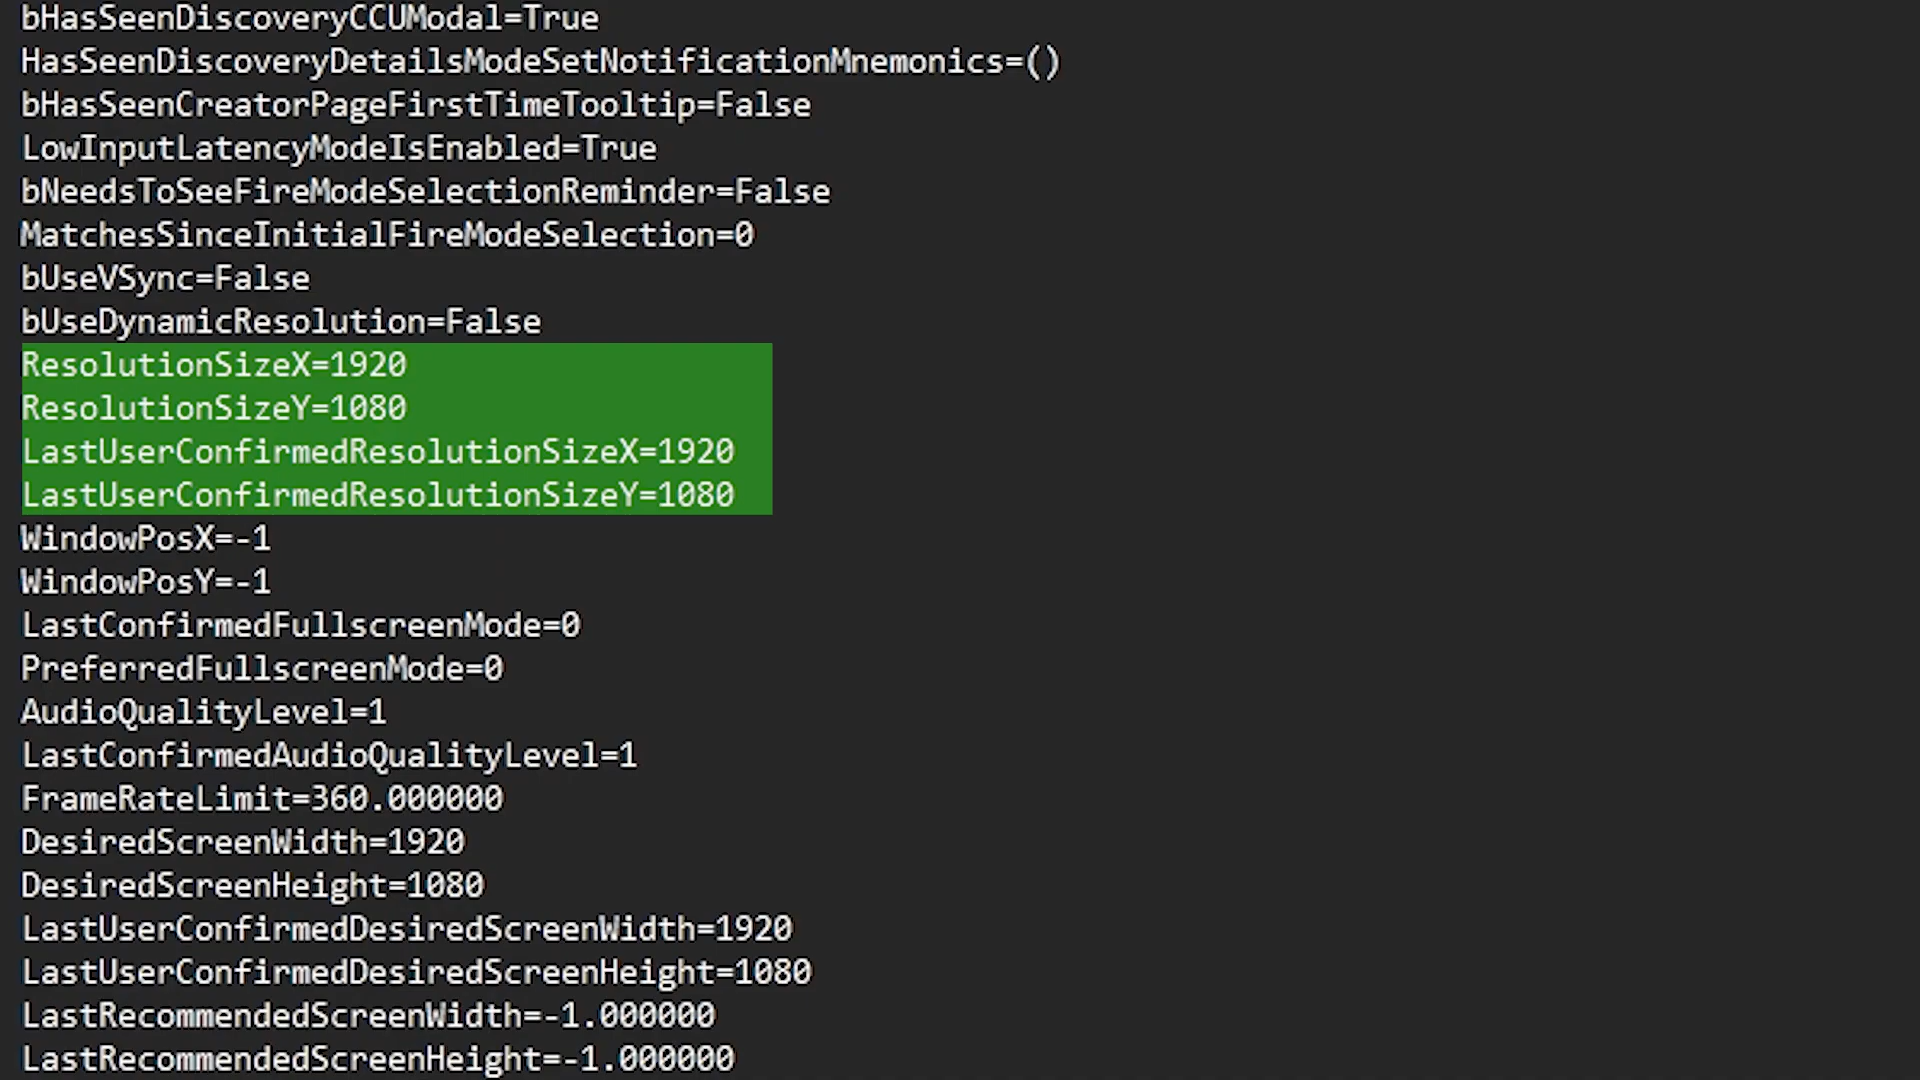 bHasSeenDiscoveryCCUModal=True
HasSeenDiscoveryDetailsModeSetNotificationMnemonics=()
bHasSeenCreatorPageFirstTimeTooltip=False
LowInputLatencyModeIsEnabled=True
bNeedsToSeeFireModeSelectionReminder=False
MatchesSinceInitialFireModeSelection=0
bUseVSync=False
bUseDynamicResolution=False
ResolutionSizeX=1920
ResolutionSizeY=1080
LastUserConfirmedResolutionSizeX=1920
LastUserConfirmedResolutionSizeY=1080
WindowPosX=-1
WindowPosY=-1
LastConfirmedFullscreenMode=0
PreferredFullscreenMode=0
AudioQualityLevel=1
LastConfirmedAudioQualityLevel=1
FrameRateLimit=360.000000
DesiredScreenWidth=1920
DesiredScreenHeight=1080
LastUserConfirmedDesiredScreenWidth=1920
LastUserConfirmedDesiredScreenHeight=1080
LastRecommendedScreenWidth=-1.000000
LastRecommendedScreenHeight=-1.000000